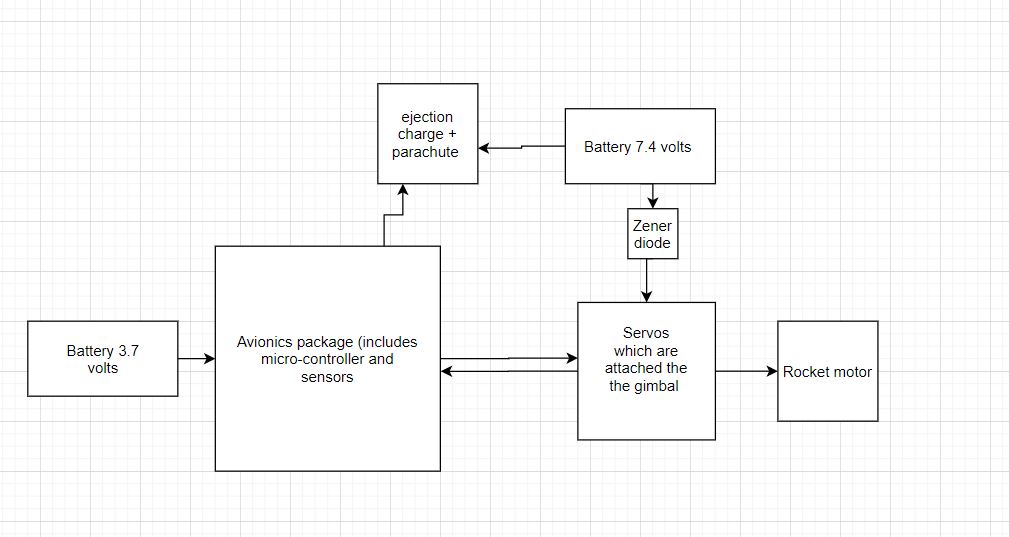 ejection
charge +
parachute
Battery 7.4 volts
Zener
diode
Battery 3.7
volts
Avionics package (includes
micro-controller and
sensors
Servos
which are
attached the
the gimbal
Rocket motor